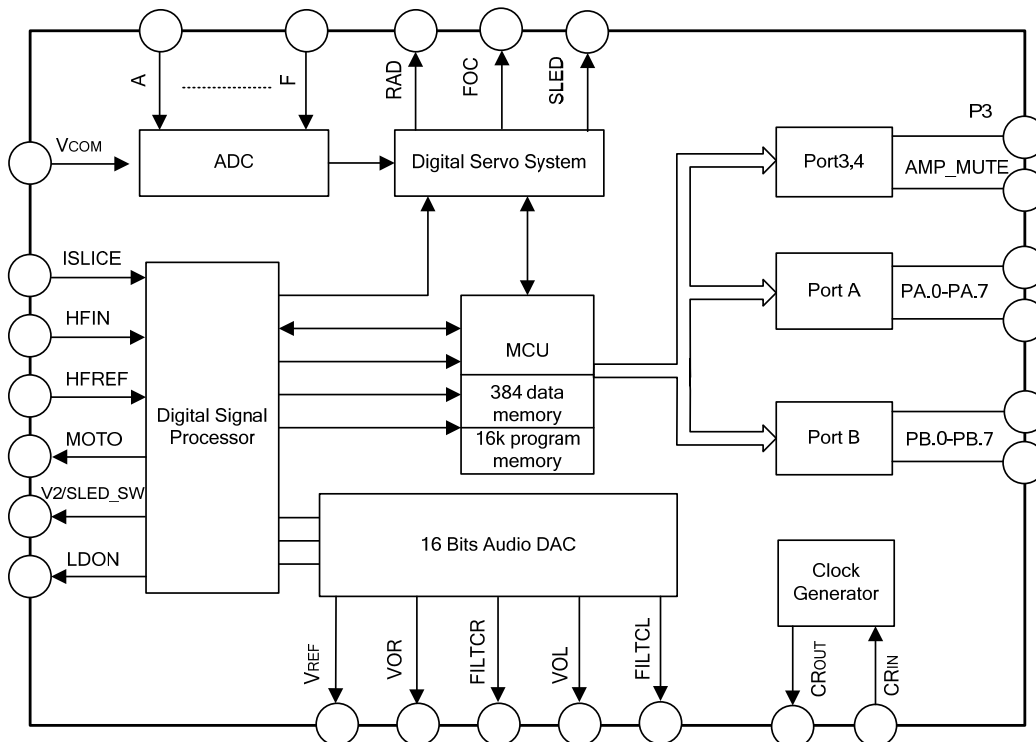 A
F
RAD
FOC
SLED
VCOM
ADC
Digital Servo System
Port3,4
P3
AMP_MUTE
ISLICE
HFIN
HFREF
MOTO
V2/SLED_SW
LDON
Digital Signal
Processor
MCU
384 data
memory
16k program
memory
Port A
PA.0-PA.7
Port B
PB.0-PB.7
16 Bits Audio DAC
Clock
Generator
VREF
VOR
FILTCR
VOL
FILTCL
CROUT
CRIN